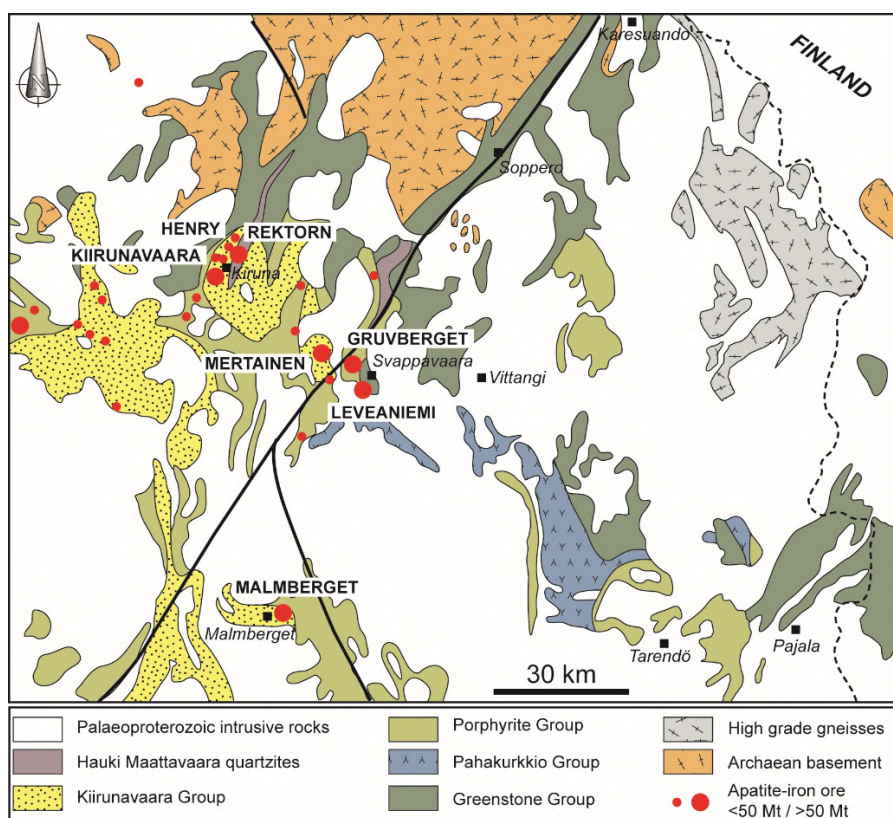 N
Karesuando
FINLAND
Soppero
HENRY
REKTORN
KIIRUNAVAARA
Kiruna
GRUVBERGET
MERTAINEN
Svappavaara
Vittangi
LEVEANIEMI
MALMBERGET
Malmberget
30 km
Tarendö
Pajala
Palaeoproterozoic intrusive rocks
Hauki Maattavaara quartzites
Kiirunavaara Group
Porphyrite Group
Pahakurkkio Group
Greenstone Group
High grade gneisses
Archaean basement
Apatite-iron ore
<50 Mt / >50 Mt